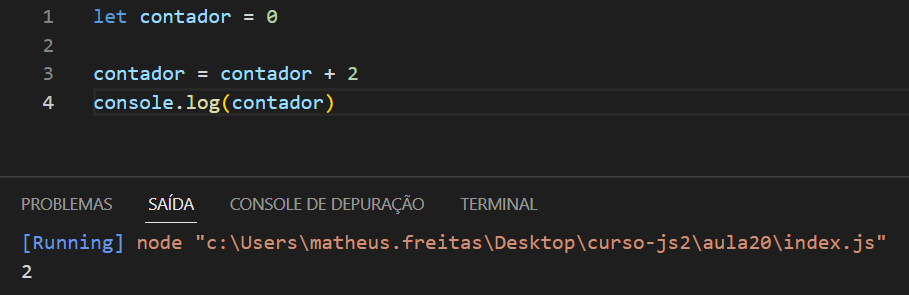 1 let contador = 0
2
3 contador = contador + 2
4 console.log(contador)
PROBLEMAS SAÍDA CONSOLE DE DEPURAÇÃO TERMINAL
[Running] node "c:\Users\matheus.freitas\Desktop\curso-js2\aula20\index.js"
2